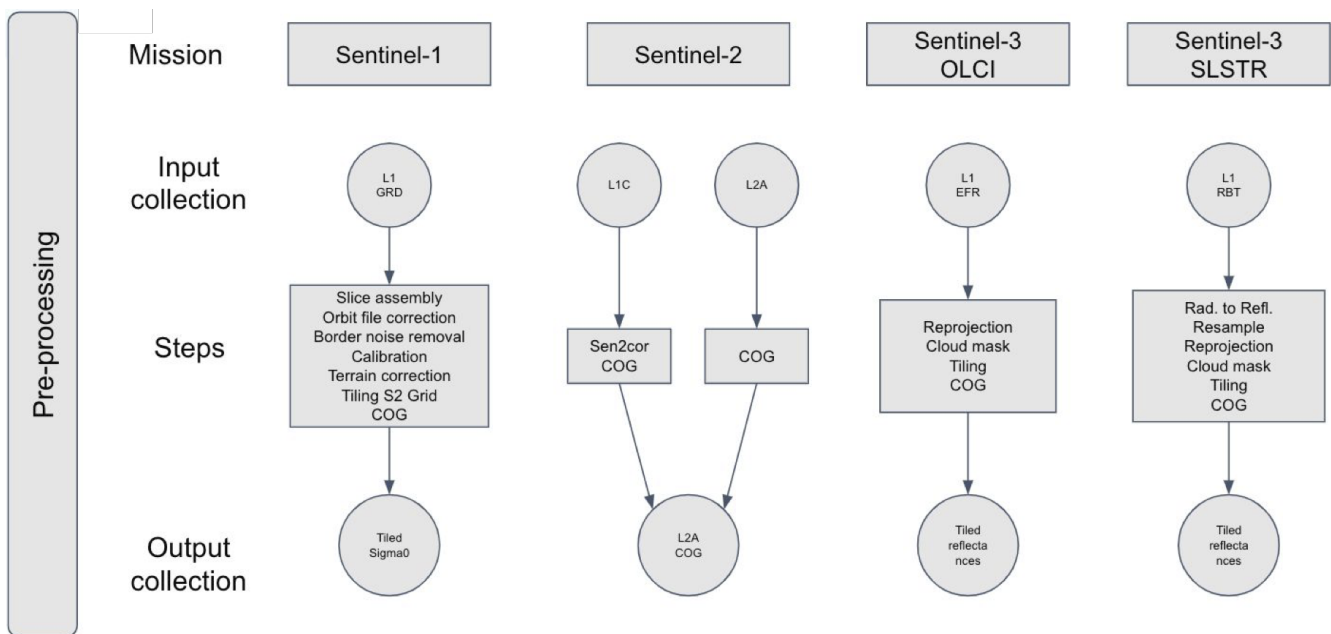 Pre-processing
Mission
Sentinel-1
Sentinel-2
Sentinel-3
OLCI
Sentinel-3
SLSTR
Input
collection
L1
GRD
L1C
L2A
L1
EFR
L1
RBT
Steps
Slice assembly
Orbit file correction
Border noise removal
Calibration
Terrain correction
Tiling S2 Grid
COG
Sen2cor
COG
COG
Reprojection
Cloud mask
Tiling
COG
Rad. to Refl.
Resample
Reprojection
Cloud mask
Tiling
COG
Output
collection
Tiled
Sigma0
L2A
COG
Tiled
reflecta
nces
Tiled
reflecta
nces